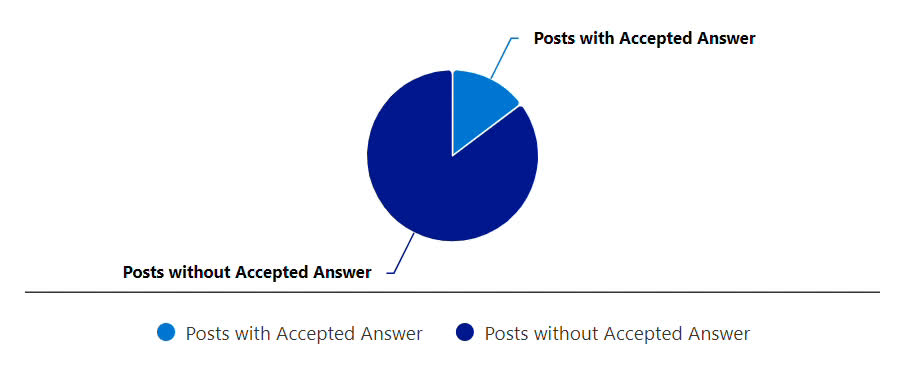 Posts with Accepted Answer
Posts without Accepted Answer
Posts with Accepted Answer Posts without Accepted Answer